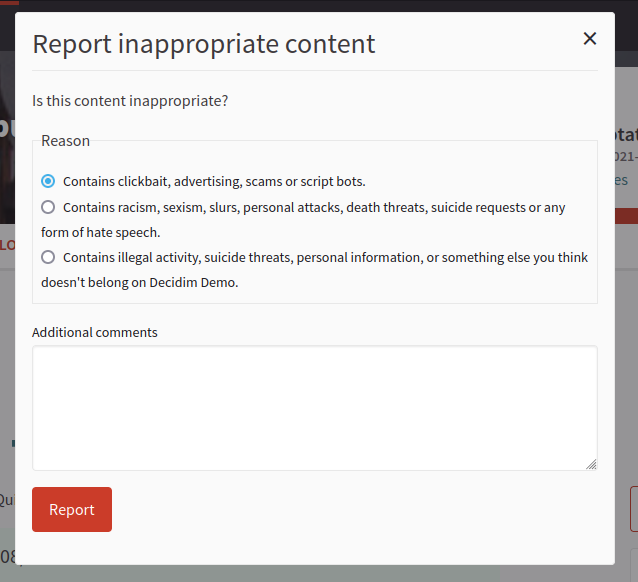 Report inappropriate content
×
Is this content inappropriate?
Reason
Contains clickbait, advertising, scams or script bots.
Contains racism, sexism, slurs, personal attacks, death threats, suicide requests or any
form of hate speech.
Contains illegal activity, suicide threats, personal information, or something else you think
doesn't belong on Decidim Demo.
Additional comments
Report